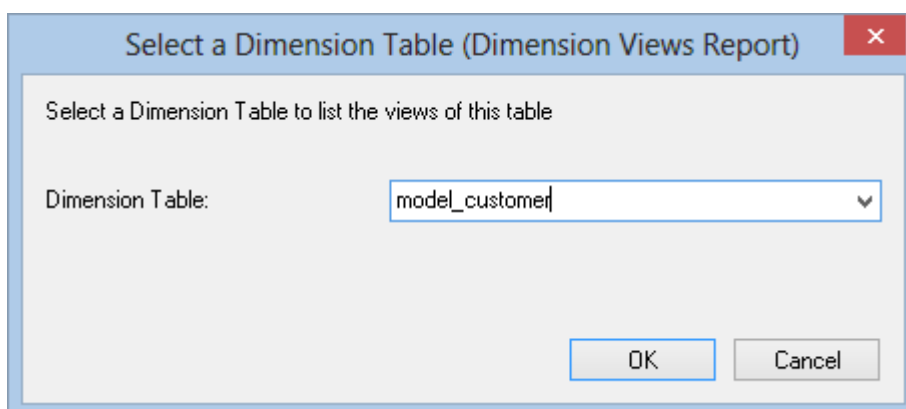 Select a Dimension Table (Dimension Views Report)
Select a Dimension Table to list the views of this table
Dimension Table: model_customer
OK Cancel